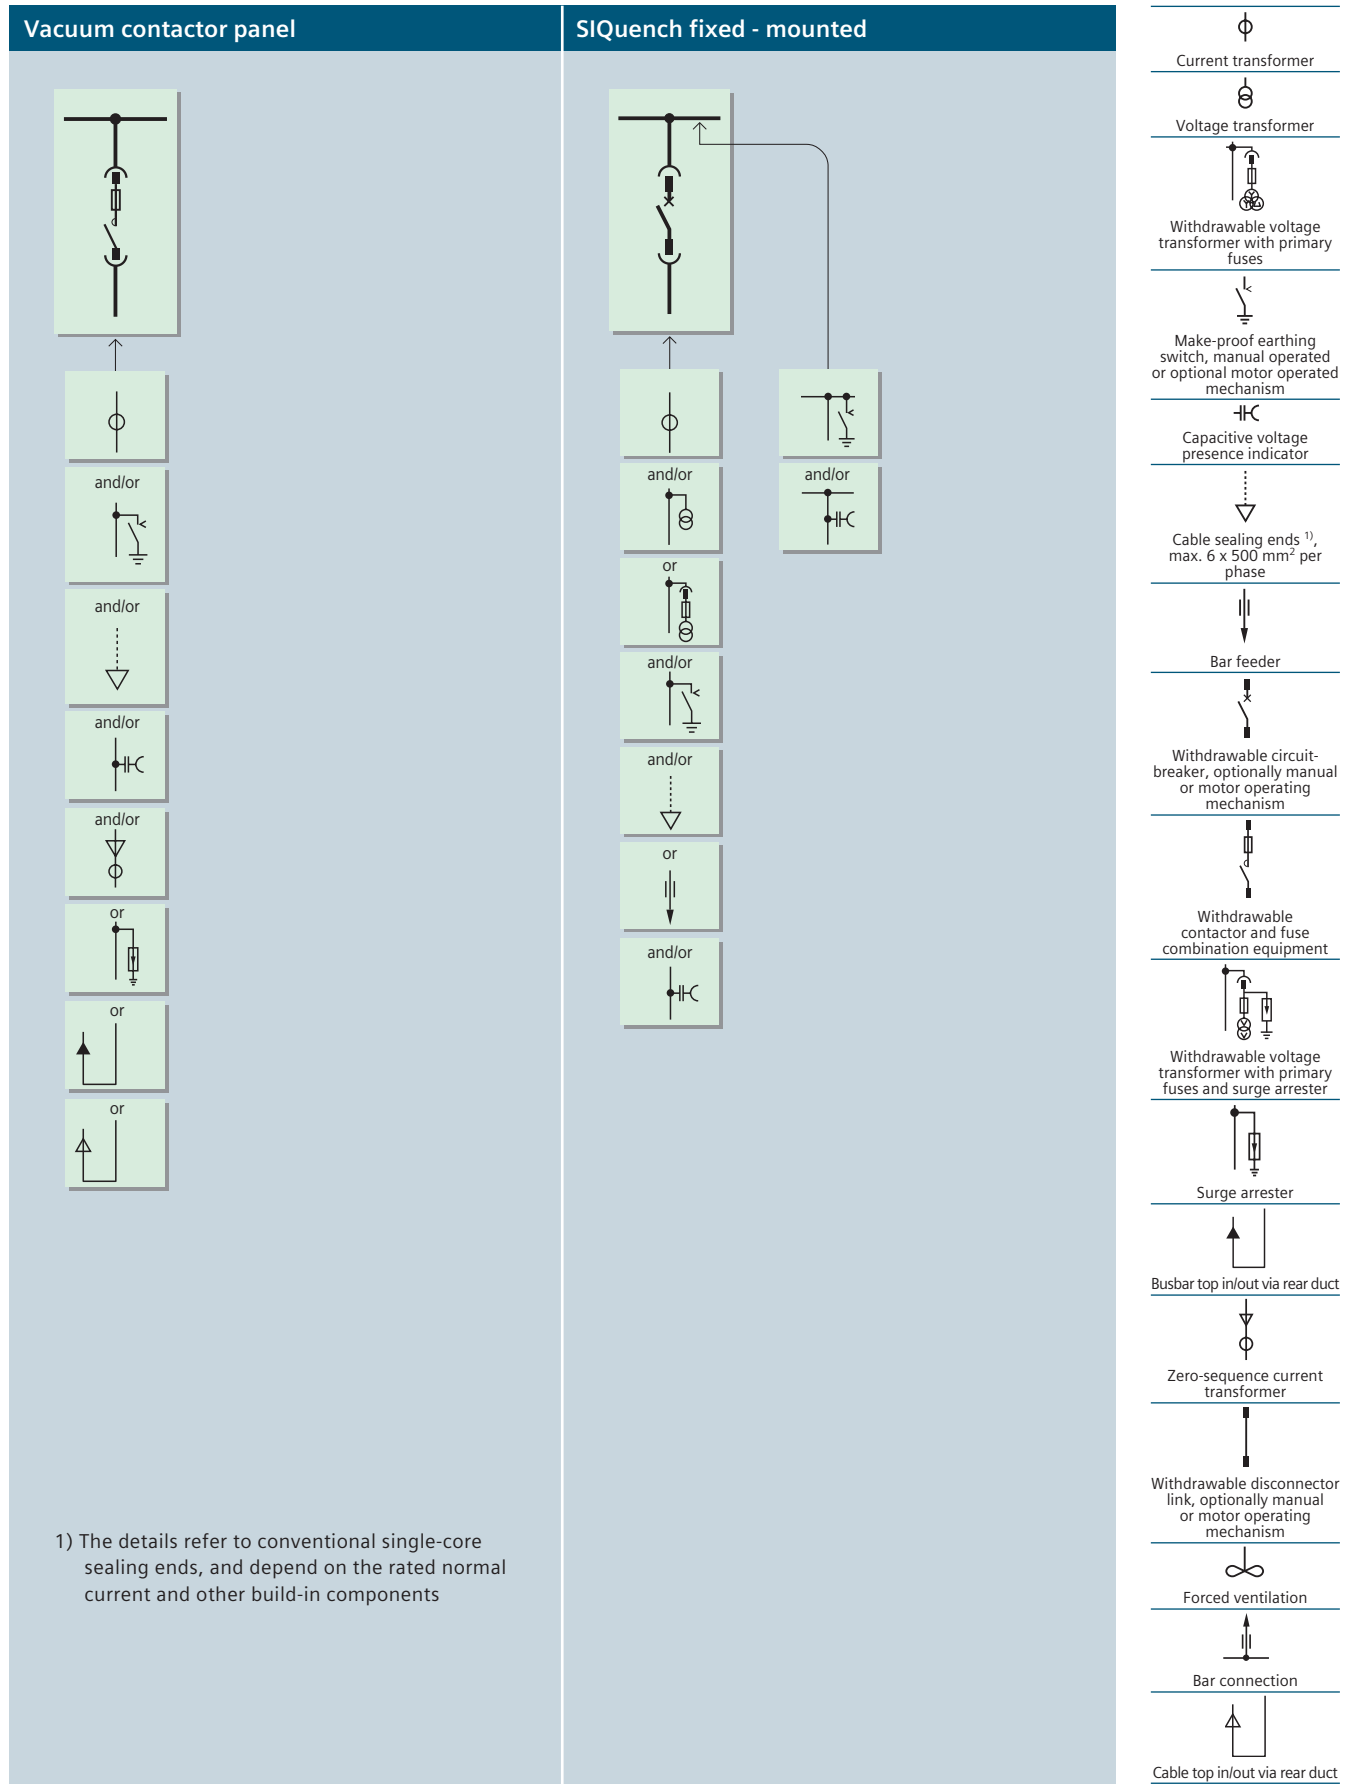 Vacuum contactor panel
and/or
and/or
and/or
and/or
or
or
or
1) The details refer to conventional single-core
sealing ends, and depend on the rated normal
current and other build-in components
SIQuench fixed - mounted
and/or
or
and/or
and/or
or
and/or
and/or
Current transformer
Voltage transformer
Withdrawable voltage
transformer with primary
fuses
Make-proof earthing
switch, manual operated
or optional motor operated
mechanism
Capacitive voltage
presence indicator
Cable sealing ends 1),
max. 6 x 500 mm² per
phase
Bar feeder
Withdrawable circuit-
breaker, optionally manual
or motor operating
mechanism
Withdrawable
contactor and fuse
combination equipment
Withdrawable voltage
transformer with primary
fuses and surge arrester
Surge arrester
Busbar top in/out via rear duct
Zero-sequence current
transformer
Withdrawable disconnector
link, optionally manual
or motor operating
mechanism
Forced ventilation
Bar connection
Cable top in/out via rear duct